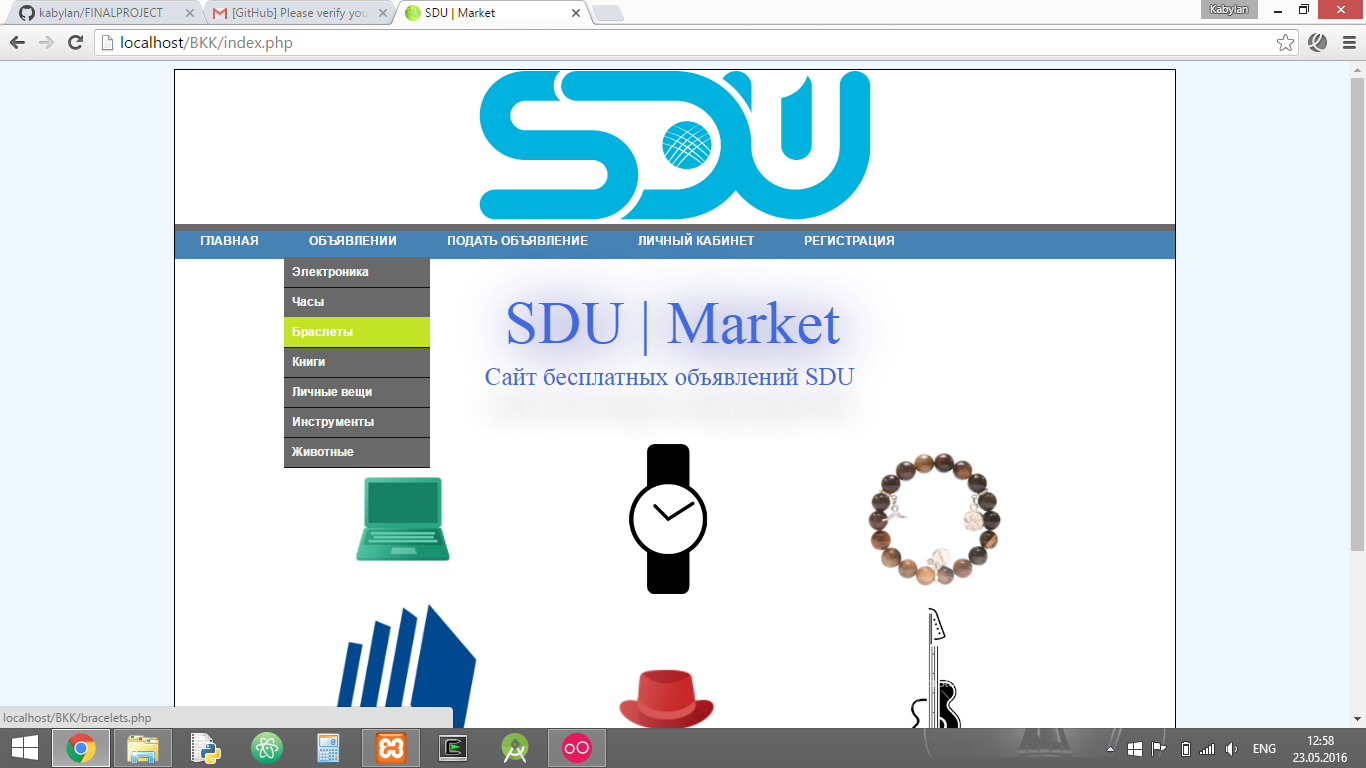 kabylan/FINALPROJECT
[GitHub] Please verify you
SDU | Market
Kabylan
localhost/BKK/index.php
SDU
ГЛАВНАЯ ОБЪЯВЛЕНИИ ПОДАТЬ ОБЪЯВЛЕНИЕ ЛИЧНЫЙ КАБИНЕТ РЕГИСТРАЦИЯ
Электроника
Часы
Браслеты
Книги
Личные вещи
Инструменты
Животные
SDU | Market
Сайт бесплатных объявлений SDU
localhost/BKK/bracelets.php
ENG
12:58
23.05.2016